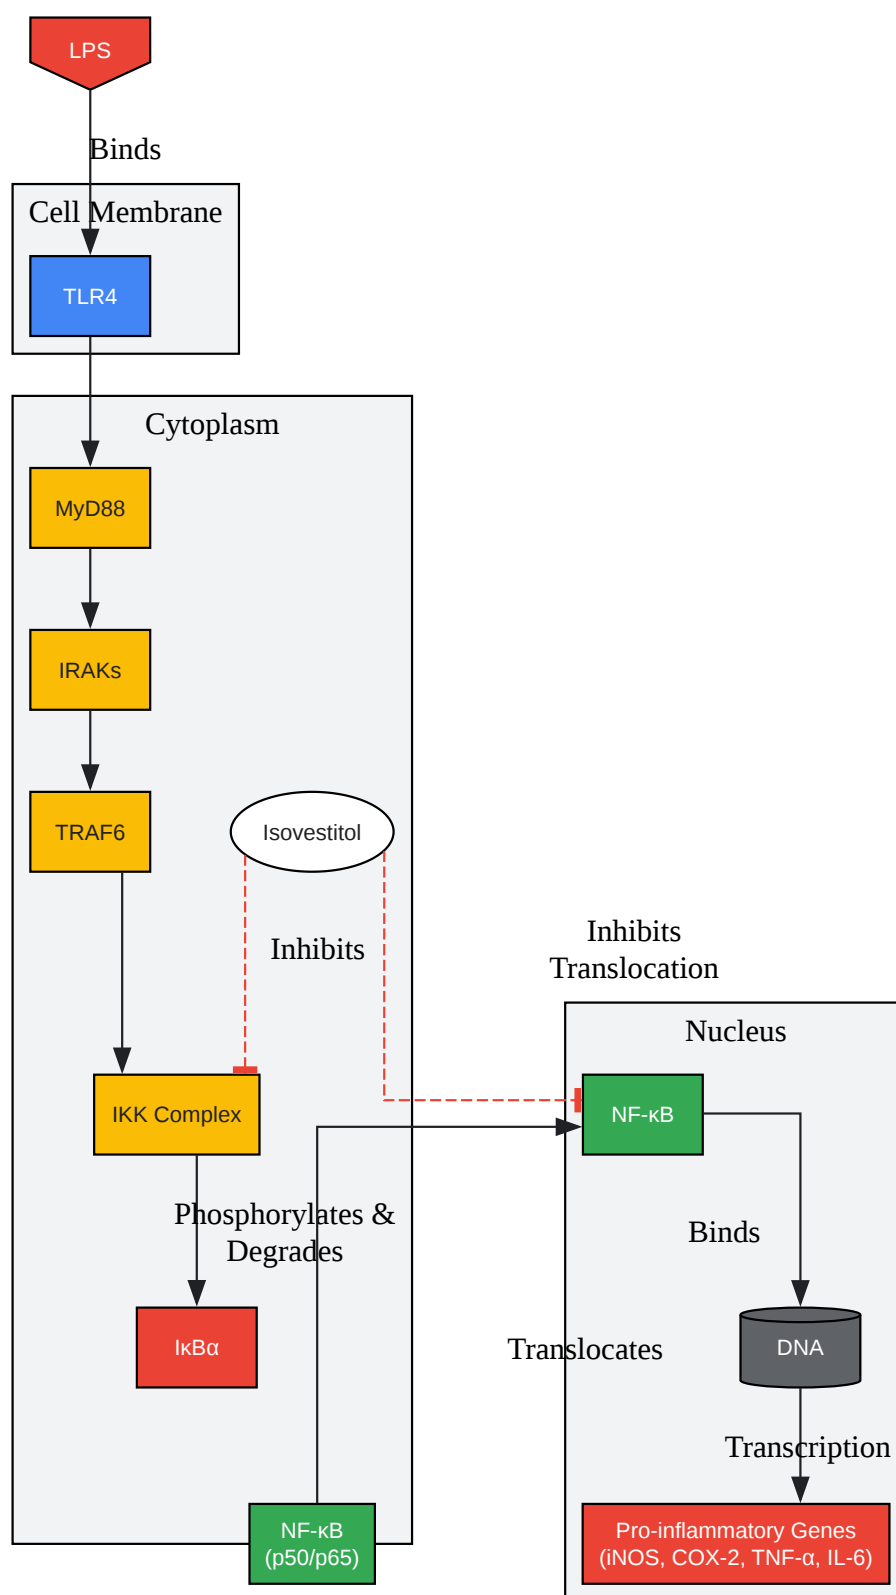 LPS
Binds
Cell Membrane
TLR4
Cytoplasm
MyD88
IRAKs
TRAF6
Isovestitol
Inhibits
Inhibits
Translocation
Nucleus
IKK Complex
NF-κB
Phosphorylates &
Degrades
Binds
IκBα
Translocates
DNA
Transcription
NF-κB
(p50/p65)
Pro-inflammatory Genes
(iNOS, COX-2, TNF-α, IL-6)